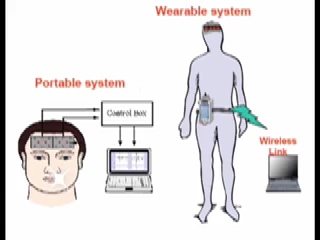 Wearable system
Portable system
Control Box
Wireless
Link